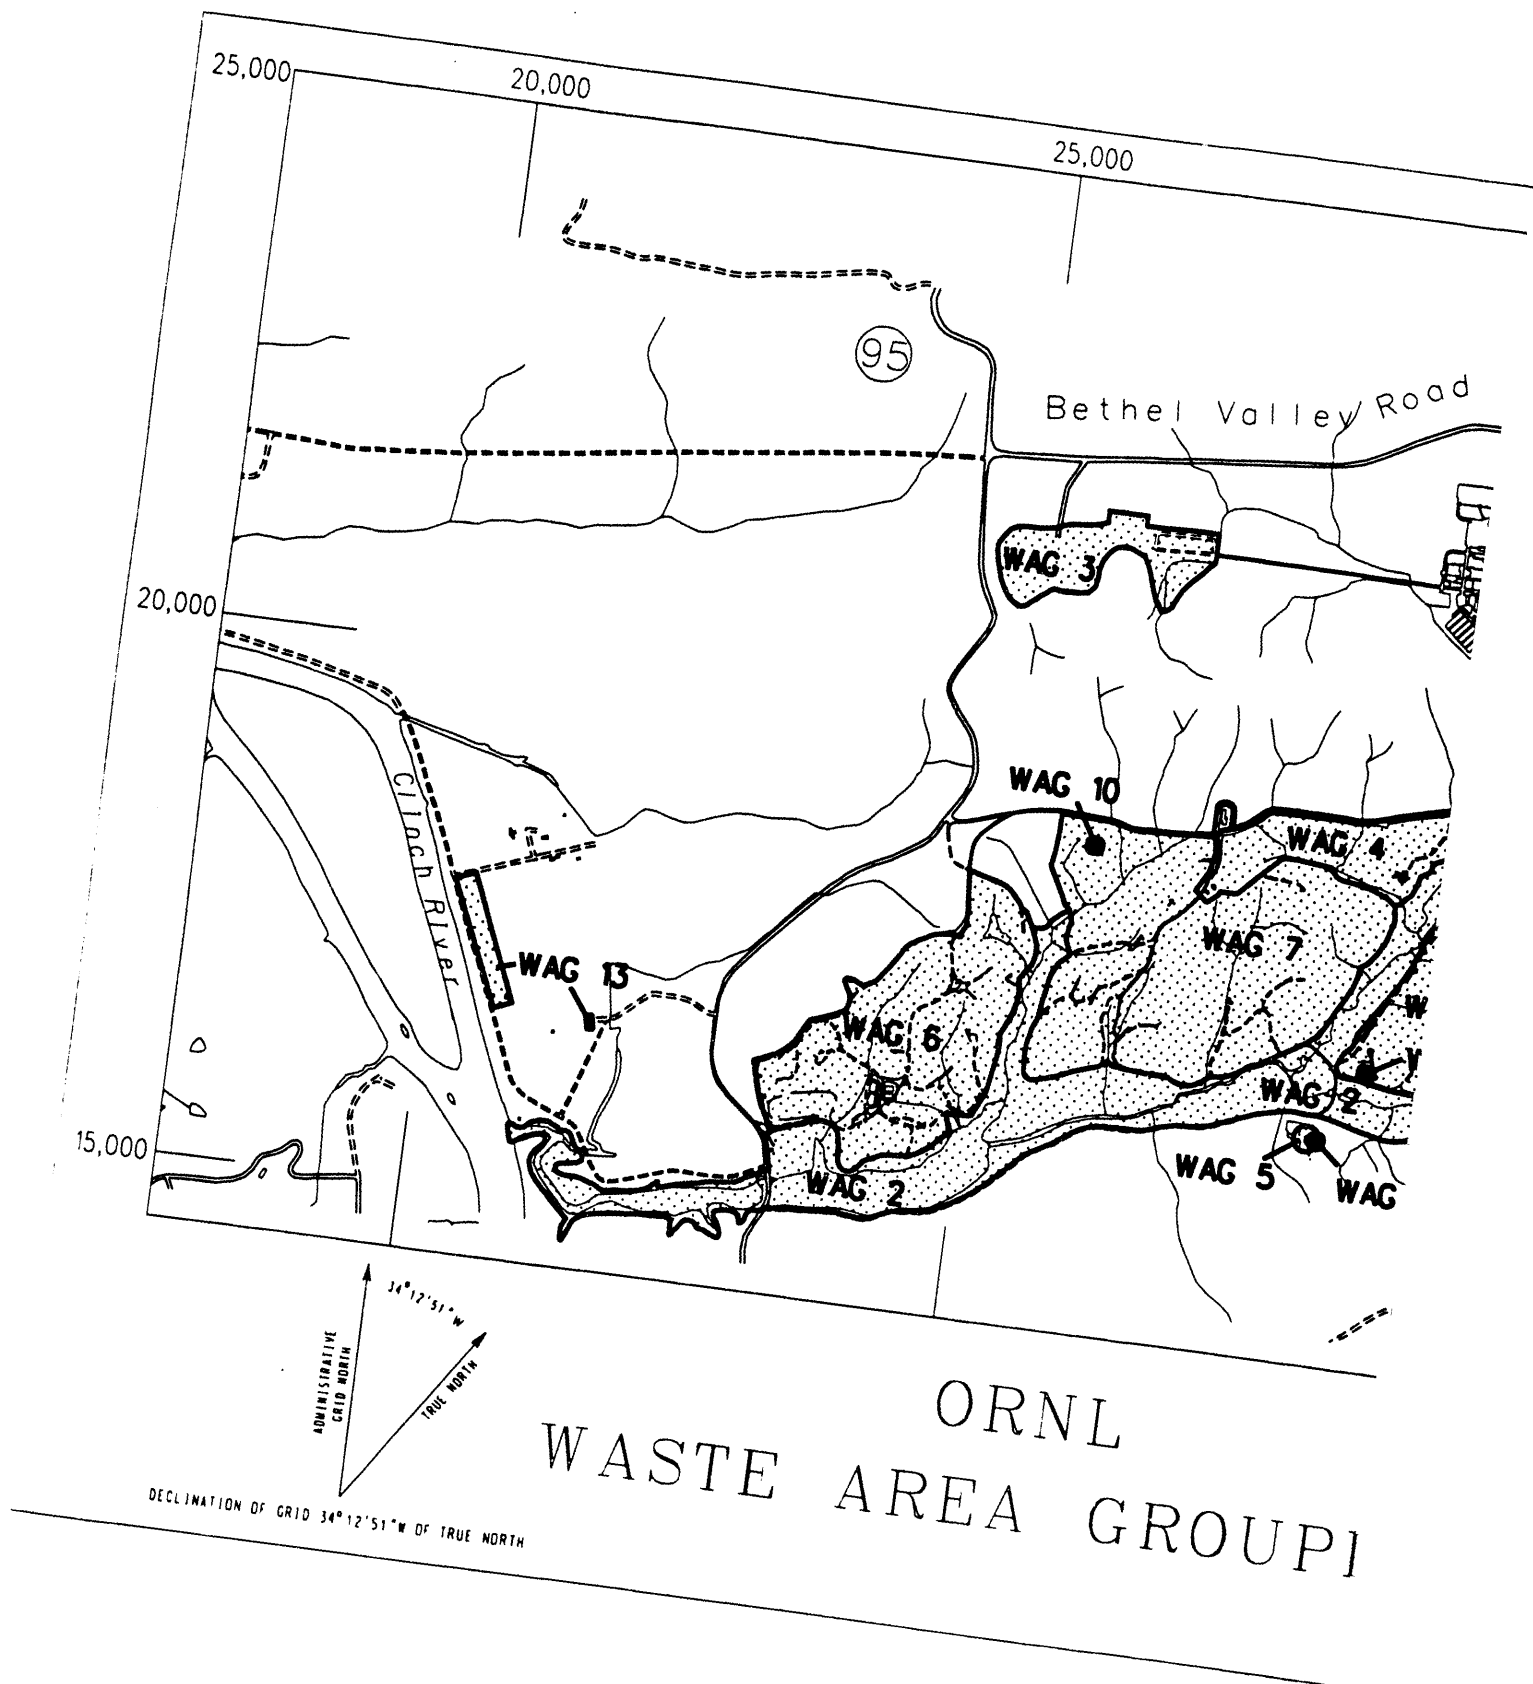 25,000
20,000
25,000
95
Bethel Valley Road
WAG 3
20,000
Clinch River
WAG 10
WAG 4
WAG 7
WAG 13
WAG 6
W
WAG 2
15,000
WAG 5
WAG
WAG 2
34°12'51"W
ADMINISTRATIVE
GRID NORTH
TRUE NORTH
ORNL
WASTE AREA GROUPI
DECLINATION OF GRID 34°12'51"W OF TRUE NORTH